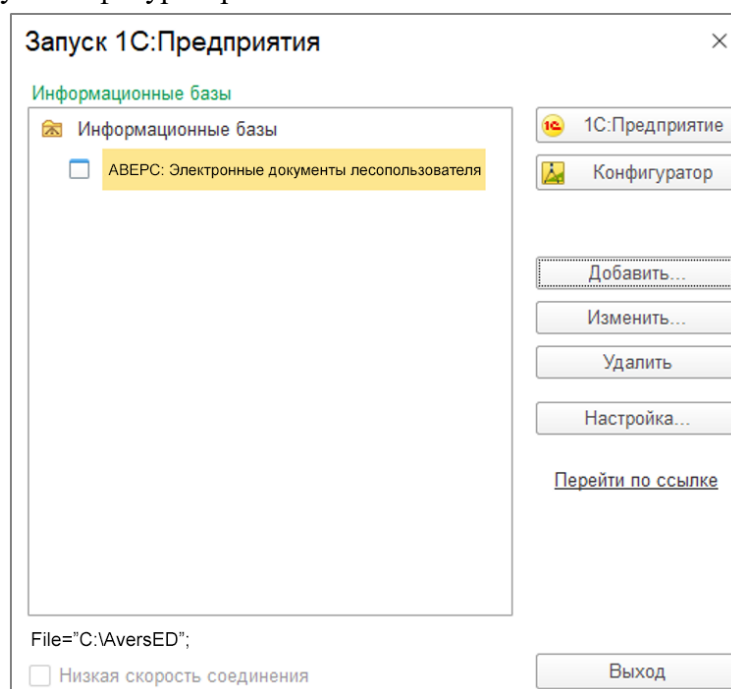 Запуск 1С:Предприятия
Информационные базы
Информационные базы
АВЕРС: Электронные документы лесопользователя
1С:Предприятие
Конфигуратор
Добавить...
Изменить...
Удалить
Настройка...
Перейти по ссылке
File="C:\AversED";
Низкая скорость соединения
Выход